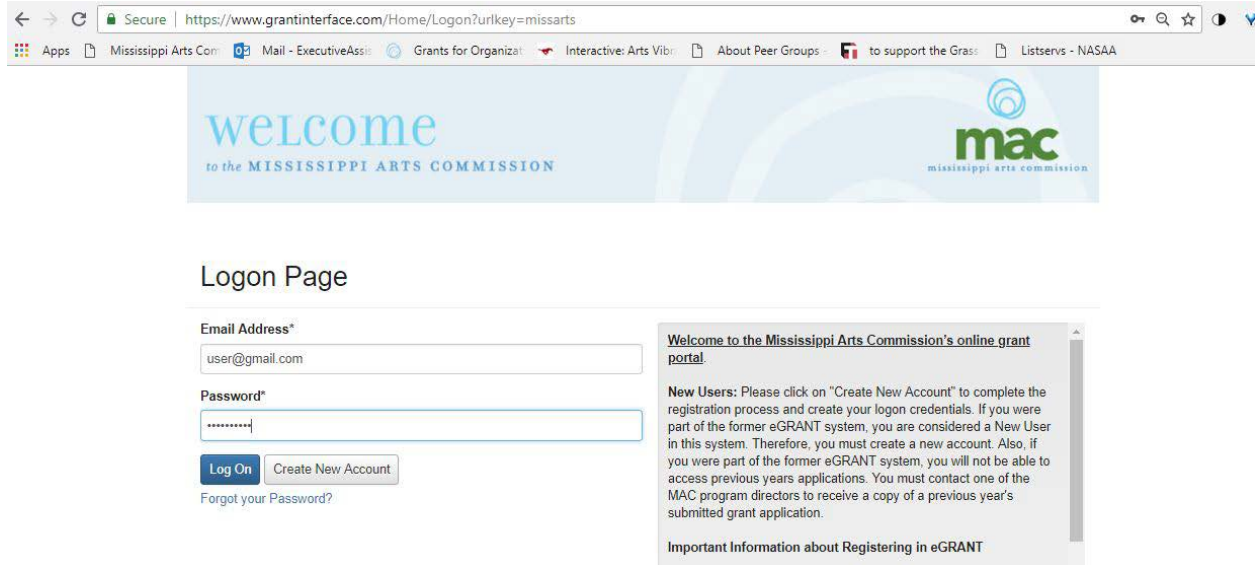 Secure | https://www.grantinterface.com/Home/Logon?urlkey=missarts
Apps Mississippi Arts Com Mail - ExecutiveAssis Grants for Organizat Interactive: Arts Vibr About Peer Groups - to support the Grass Listservs - NASAA
welcome
to the MISSISSIPPI ARTS COMMISSION
mac
mississippi arts commission
Logon Page
Email Address*
user@gmail.com
Password*
••••••••••
Log On Create New Account
Forgot your Password?
Welcome to the Mississippi Arts Commission's online grant
portal.
New Users: Please click on "Create New Account" to complete the
registration process and create your logon credentials. If you were
part of the former eGRANT system, you are considered a New User
in this system. Therefore, you must create a new account. Also, if
you were part of the former eGRANT system, you will not be able to
access previous years applications. You must contact one of the
MAC program directors to receive a copy of a previous year's
submitted grant application.
Important Information about Registering in eGRANT